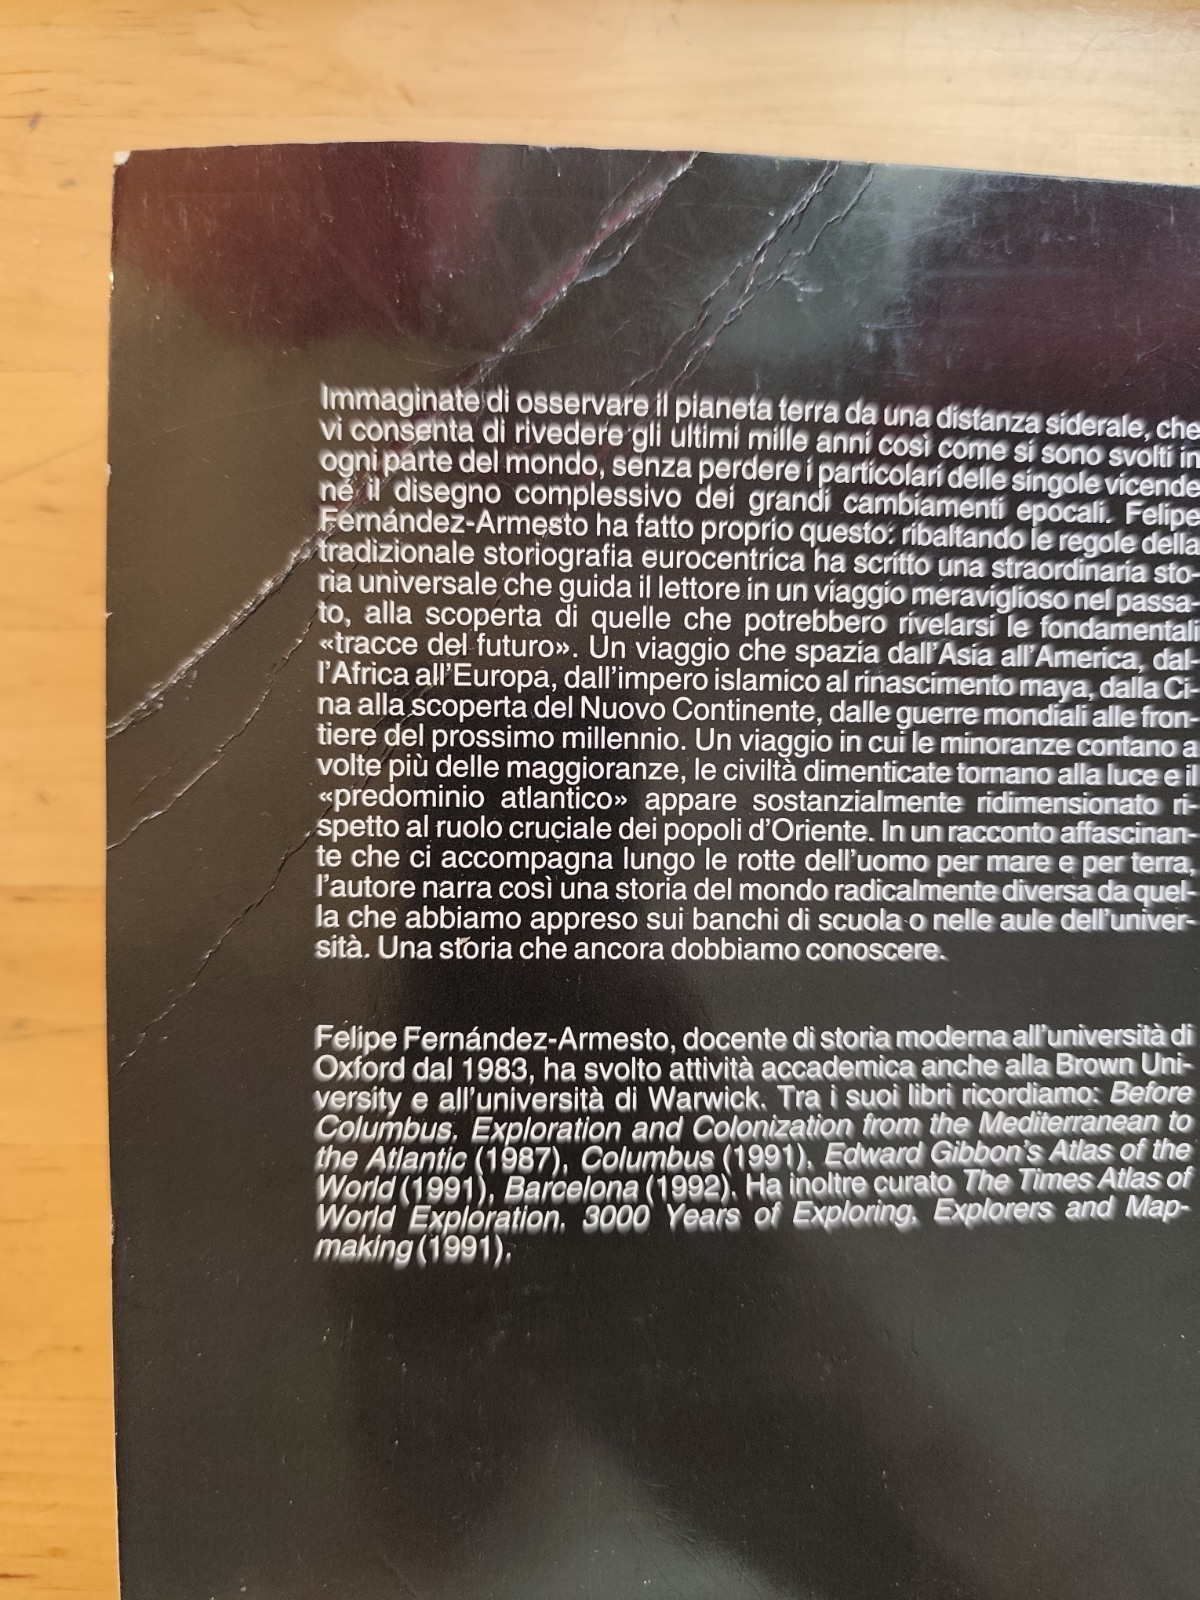 Immaginate di osservare il pianeta terra da una distanza siderale, che
vi consenta di rivedere gli ultimi mille anni così come si sono svolti in
ogni parte del mondo, senza perdere i particolari delle singole vicende
né il disegno complessivo dei grandi cambiamenti epocali. Felipe
Fernández-Armesto ha fatto proprio questo: ribaltando le regole della
tradizionale storiografia eurocentrica ha scritto una straordinaria sto-
ria universale che guida il lettore in un viaggio meraviglioso nel passa-
to, alla scoperta di quelle che potrebbero rivelarsi le fondamentali
«tracce del futuro». Un viaggio che spazia dall'Asia all'America, dal-
l'Africa all'Europa, dall'impero islamico al rinascimento maya, dalla Ci-
na alla scoperta del Nuovo Continente, dalle guerre mondiali alle fron-
tiere del prossimo millennio. Un viaggio in cui le minoranze contano a
volte più delle maggioranze, le civiltà dimenticate tornano alla luce e il
«predominio atlantico» appare sostanzialmente ridimensionato ri-
spetto al ruolo cruciale dei popoli d'Oriente. In un racconto affascinan-
te che ci accompagna lungo le rotte dell'uomo per mare e per terra,
l'autore narra così una storia del mondo radicalmente diversa da quel-
la che abbiamo appreso sui banchi di scuola o nelle aule dell'univer-
sità. Una storia che ancora dobbiamo conoscere.
Felipe Fernández-Armesto, docente di storia moderna all'università di
Oxford dal 1983, ha svolto attività accademica anche alla Brown Uni-
versity e all'università di Warwick. Tra i suoi libri ricordiamo: Before
Columbus. Exploration and Colonization from the Mediterranean to
the Atlantic (1987), Columbus (1991), Edward Gibbon's Atlas of the
World (1991), Barcelona (1992). Ha inoltre curato The Times Atlas of
World Exploration. 3000 Years of Exploring, Explorers and Map-
making (1991).